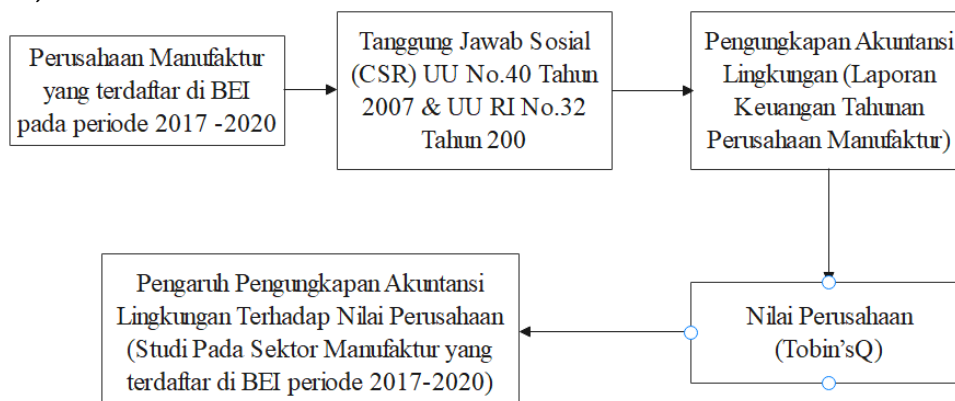 Perusahaan Manufaktur
yang terdaftar di BEI
pada periode 2017 -2020
Tanggung Jawab Sosial
(CSR) UU No.40 Tahun
2007 & UU RI No.32
Tahun 200
Pengungkapan Akuntansi
Lingkungan (Laporan
Keuangan Tahunan
Perusahaan Manufaktur)
Nilai Perusahaan
(Tobin'sQ)
Pengaruh Pengungkapan Akuntansi
Lingkungan Terhadap Nilai Perusahaan
(Studi Pada Sektor Manufaktur yang
terdaftar di BEI periode 2017-2020)